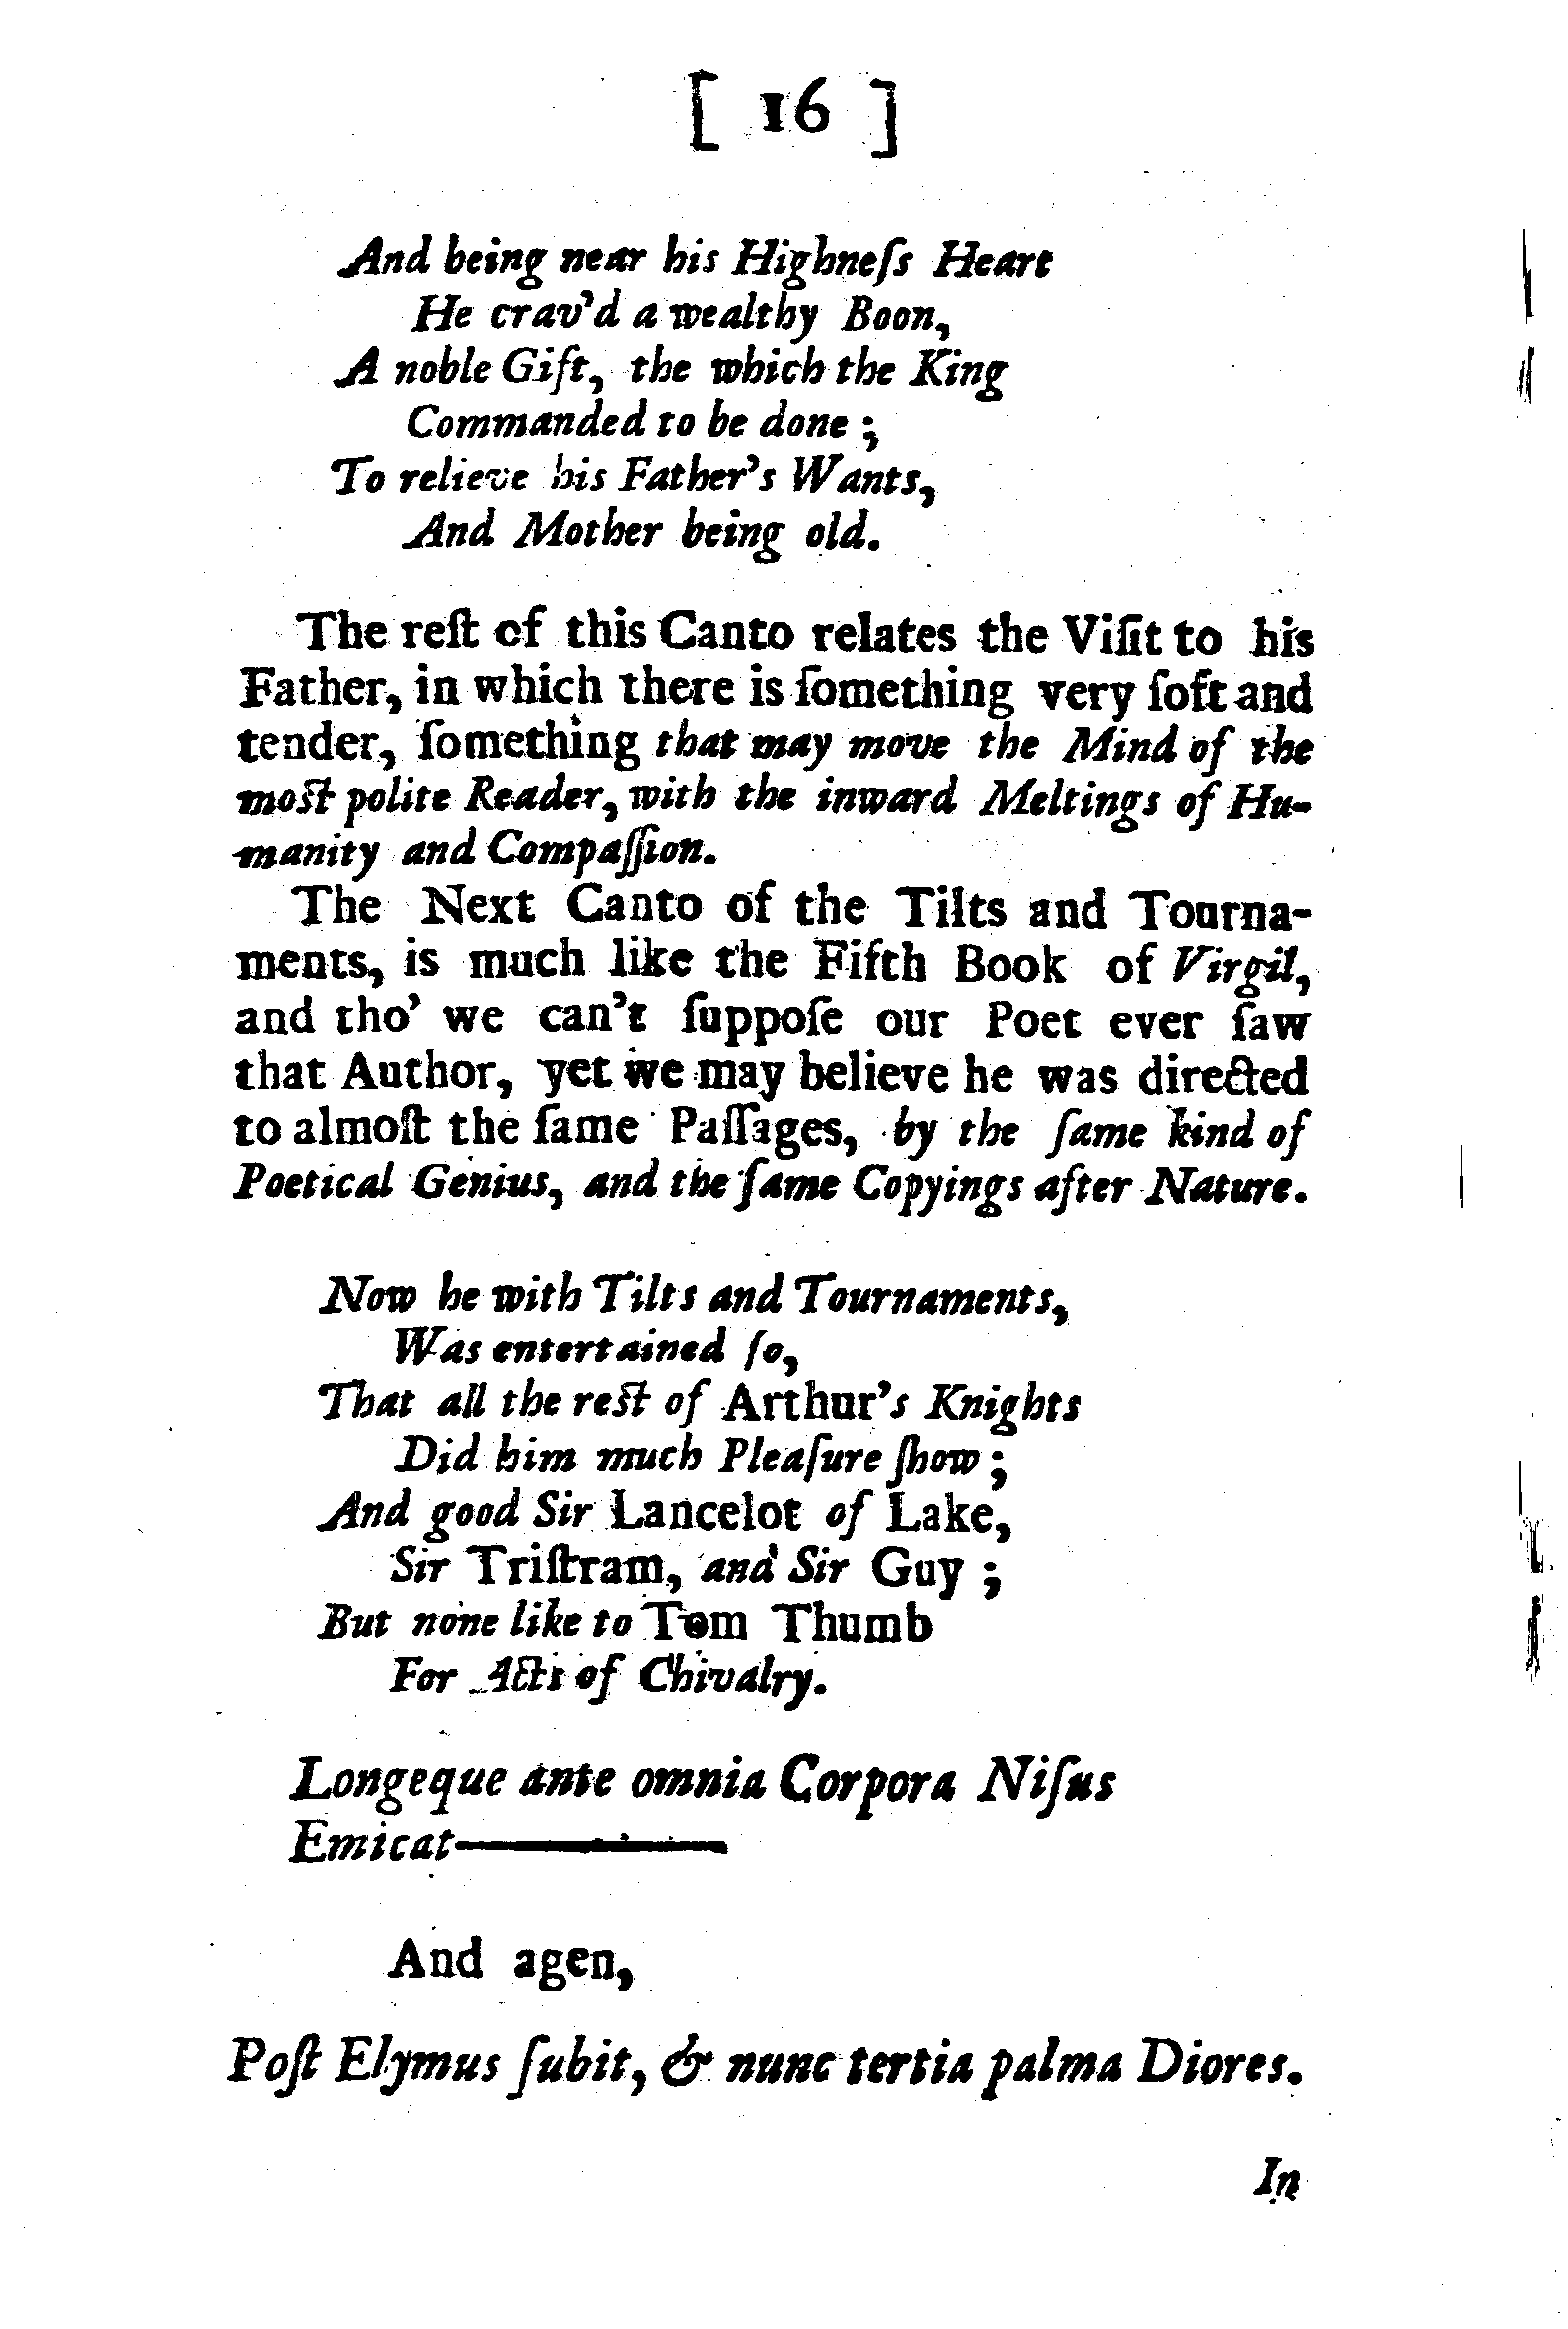 [ 16 ]
And being near his Highneſs Heart
He crav'd a wealthy Boon,
A noble Gift, the which the King
Commanded to be done ;
To relieve his Father's Wants,
And Mother being old.
The reſt of this Canto relates the Viſit to his
Father, in which there is ſomething very ſoft and
tender, ſomething that may move the Mind of the
moſt polite Reader, with the inward Meltings of Hu-
manity and Compaſſion.
The Next Canto of the Tilts and Tourna-
ments, is much like the Fifth Book of Virgil,
and tho' we can't ſuppoſe our Poet ever ſaw
that Author, yet we may believe he was directed
to almoſt the ſame Paſſages, by the ſame kind of
Poetical Genius, and the ſame Copyings after Nature.
Now he with Tilts and Tournaments,
Was entertained ſo,
That all the reſt of Arthur's Knights
Did him much Pleaſure ſhow ;
And good Sir Lancelot of Lake,
Sir Triſtram, and Sir Guy ;
But none like to Tom Thumb
For Acts of Chivalry.
Longeque ante omnia Corpora Niſus
Emicat———
And agen,
Poſt Elymus ſubit, & nunc tertia palma Diores.
In